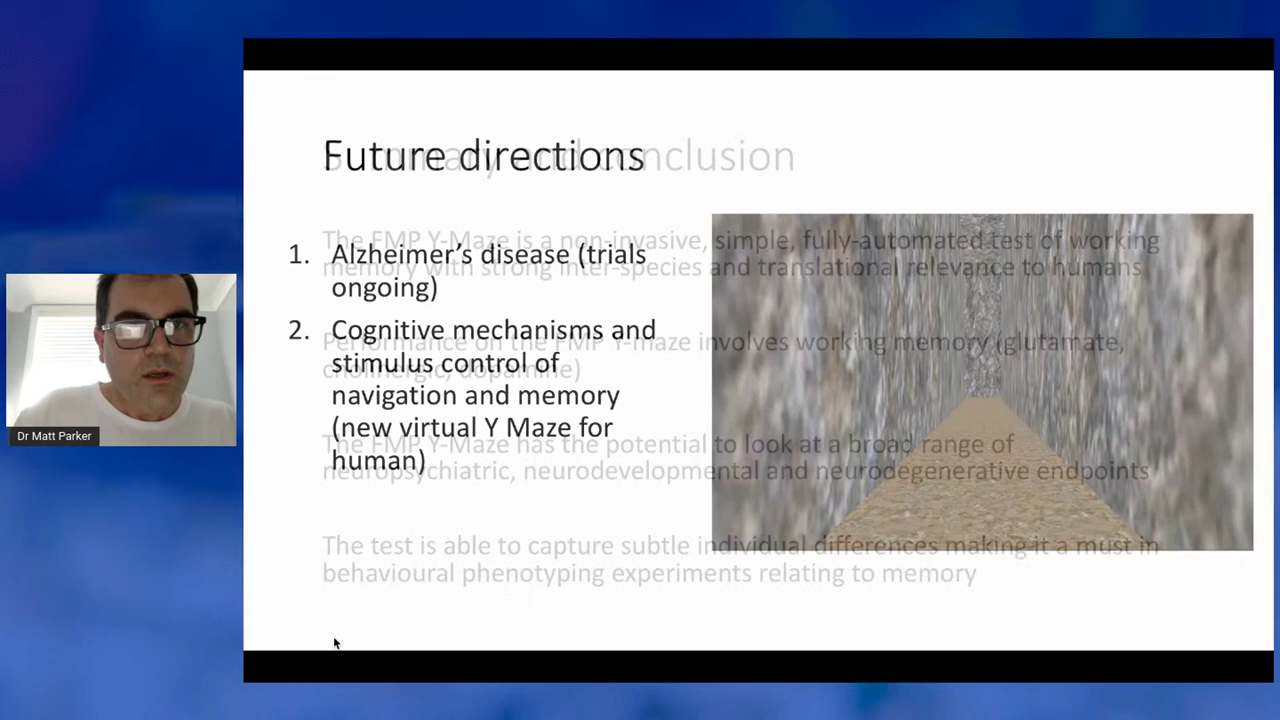 Future directions
Summary and conclusion
1. Alzheimer's disease (trials
ongoing)
2. Cognitive mechanisms and
stimulus control of
navigation and memory
(new virtual Y Maze for
human)
The FMP Y-Maze is a non-invasive, simple, fully-automated test of working
memory with strong inter-species and translational relevance to humans
Performance on the FMP Y-maze involves working memory (glutamate,
cholinergic, dopamine)
The FMP Y-Maze has the potential to look at a broad range of
neuropsychiatric, neurodevelopmental and neurodegenerative endpoints
The test is able to capture subtle individual differences making it a must in
behavioural phenotyping experiments relating to memory
Dr Matt Parker